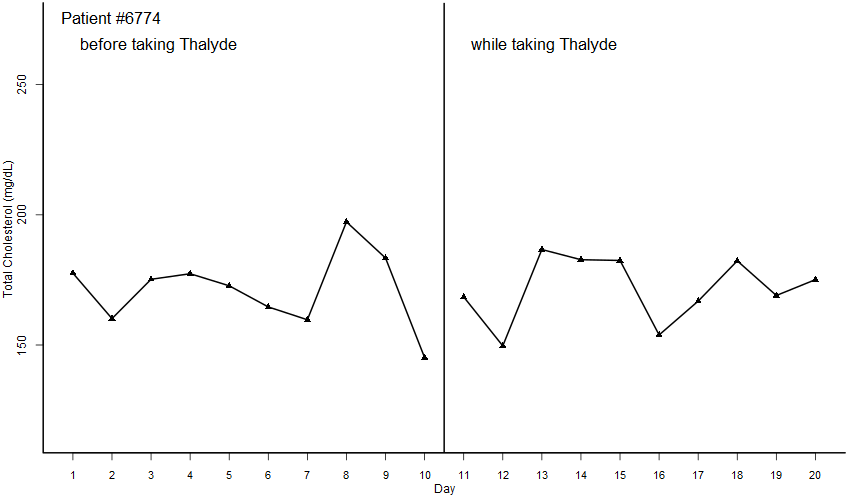 Patient #6774
before taking Thalyde
while taking Thalyde
250
200
150
Total Cholesterol (mg/dL)
1 2 3 4 5 6 7 8 9 10 11 12 13 14 15 16 17 18 19 20
Day